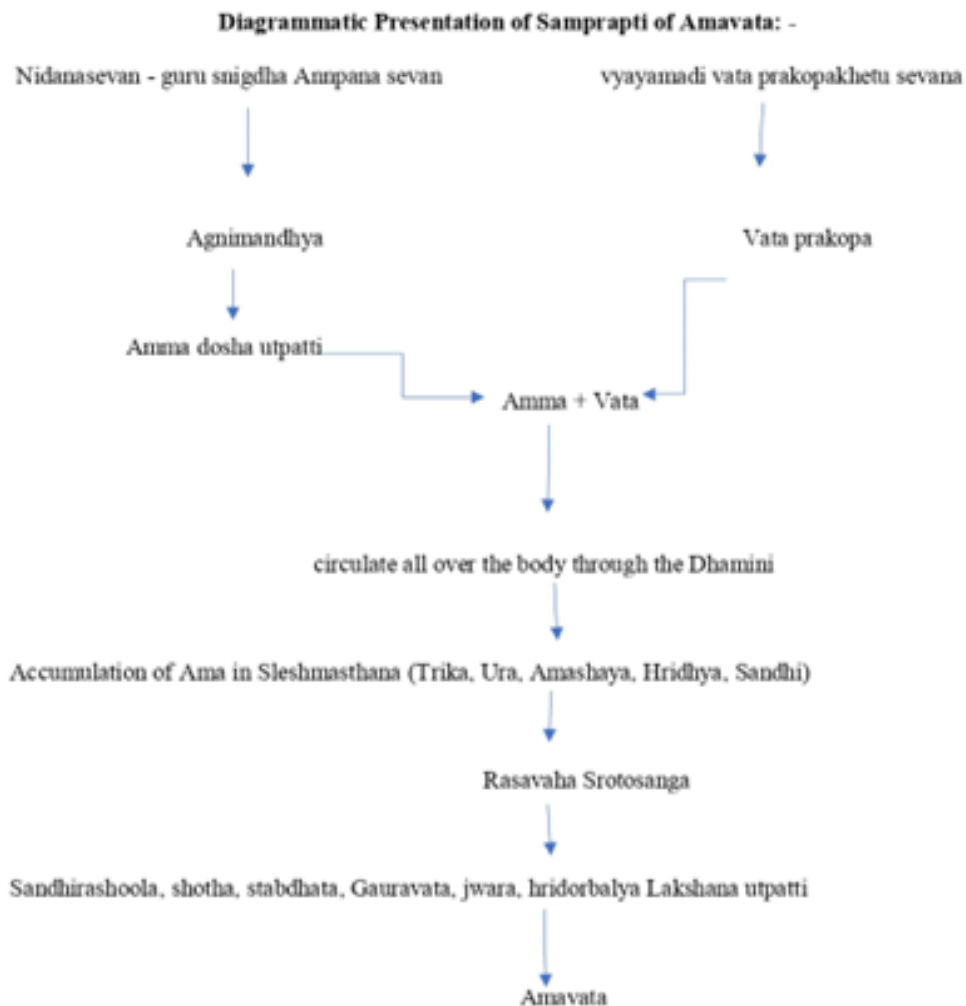 Diagrammatic Presentation of Samprapti of Amavata: -
Nidanasevan - guru snigdha Annpana sevan
vyayamadi vata prakopakhetu sevana
Agnimandhya
Vata prakopa
Amma dosha utpatti
Amma + Vata
circulate all over the body through the Dhamini
Accumulation of Ama in Sleshmasthana (Trika, Ura, Amashaya, Hridhya, Sandhi)
Rasavaha Srotosanga
Sandhirashoola, shotha, stabdhata, Gauravata, jwara, hridorbalya Lakshana utpatti
Amavata